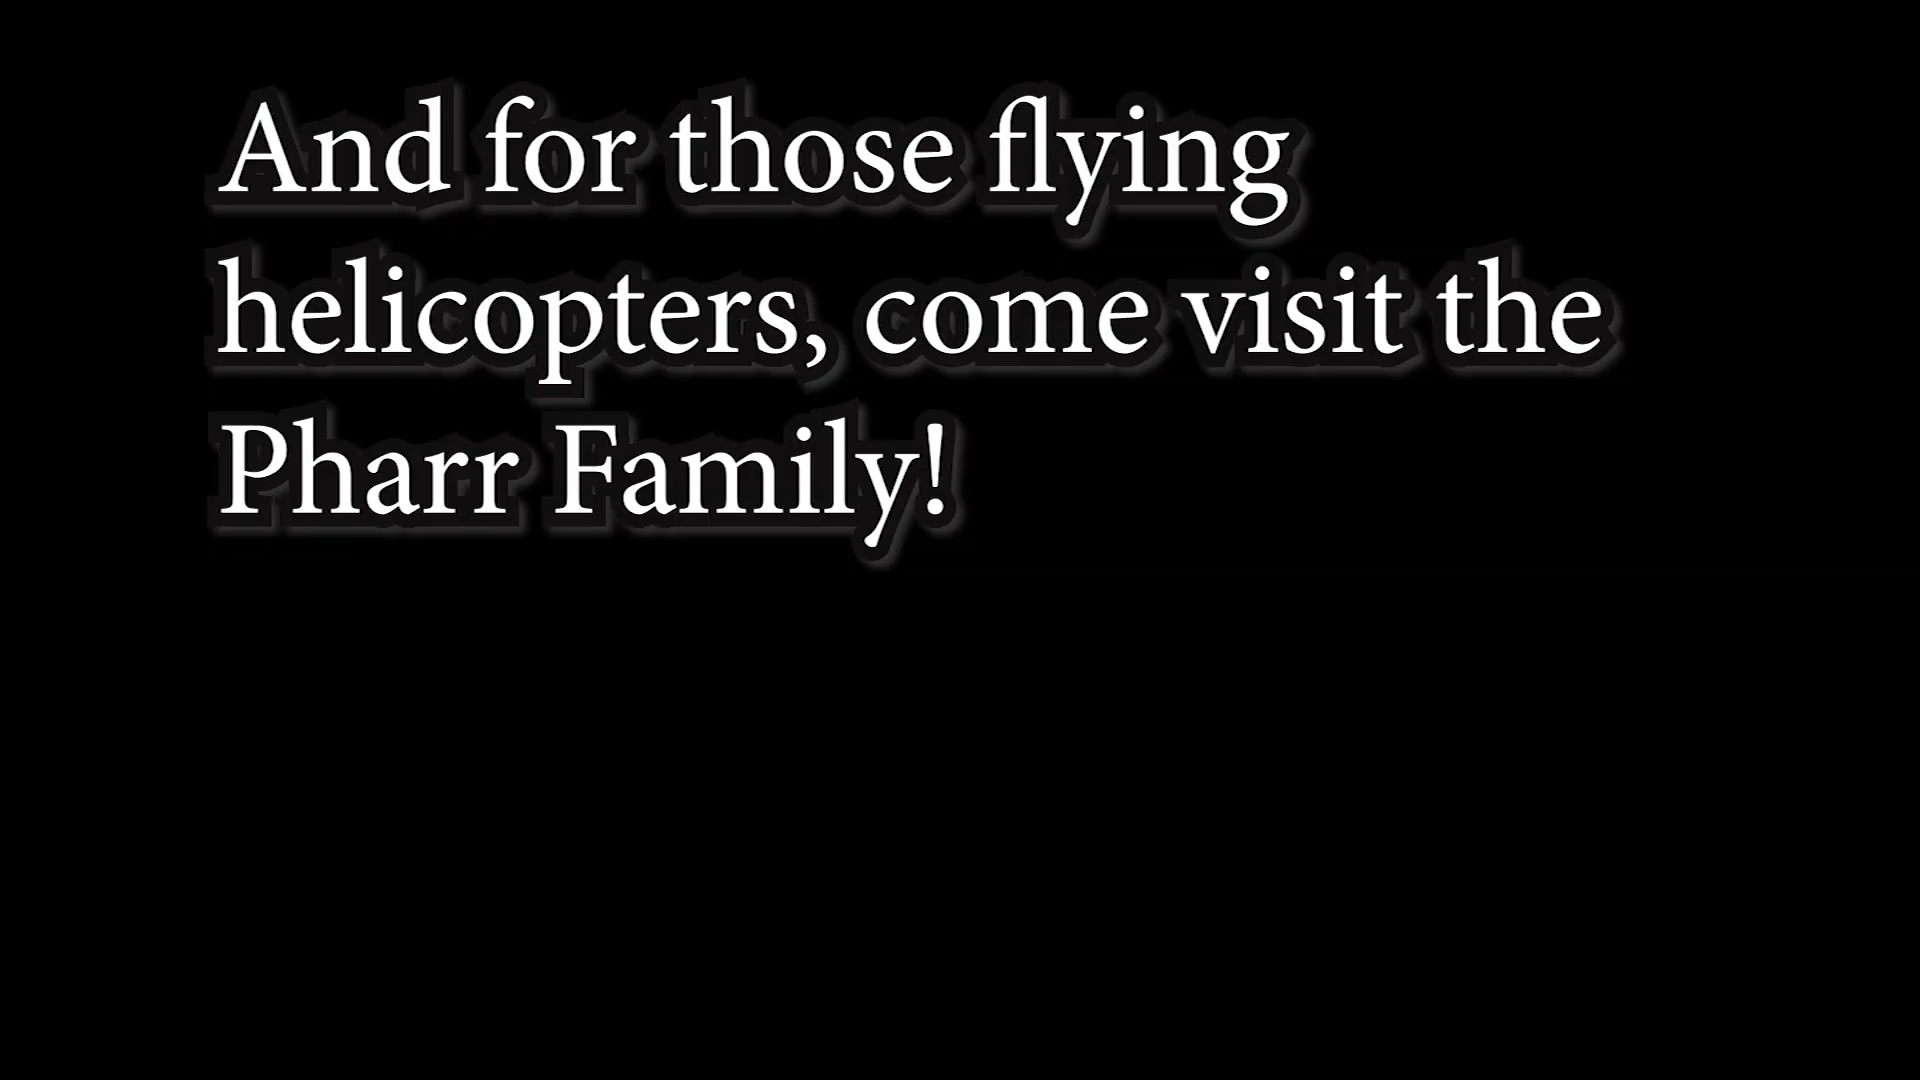 And for those flying
helicopters, come visit the
Pharr Family!